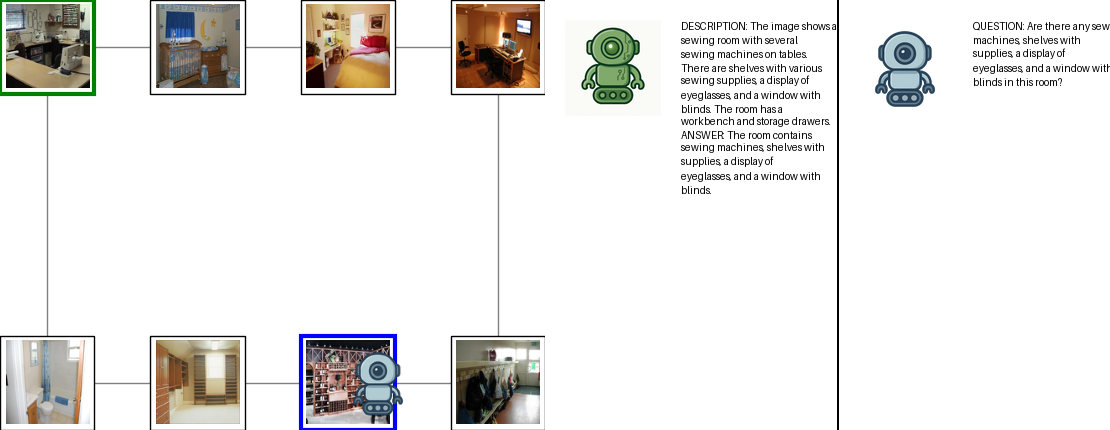 DESCRIPTION: The image shows a
sewing room with several
sewing machines on tables.
There are shelves with various
sewing supplies, a display of
eyeglasses, and a window with
blinds. The room has a
workbench and storage drawers.
ANSWER: The room contains
sewing machines, shelves with
supplies, a display of
eyeglasses, and a window with
blinds.
QUESTION: Are there any sew
machines, shelves with
supplies, a display of
eyeglasses, and a window with
blinds in this room?